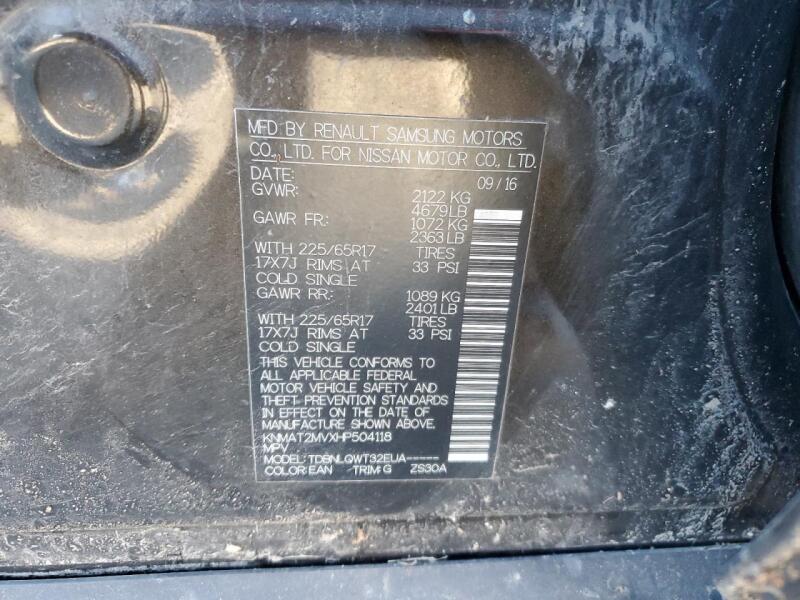 MFD BY RENAULT SAMSUNG MOTORS
CO., LTD. FOR NISSAN MOTOR CO., LTD.
DATE: 09/16
GVWR: 2122 KG
4679 LB
GAWR FR: 1072 KG
2363 LB
WITH 225/65R17 TIRES
17X7J RIMS AT 33 PSI
COLD SINGLE
GAWR RR: 1089 KG
2401 LB
WITH 225/65R17 TIRES
17X7J RIMS AT 33 PSI
COLD SINGLE
THIS VEHICLE CONFORMS TO
ALL APPLICABLE FEDERAL
MOTOR VEHICLE SAFETY AND
THEFT PREVENTION STANDARDS
IN EFFECT ON THE DATE OF
MANUFACTURE SHOWN ABOVE.
KNMAT2MVXHP504118
MPV
MODEL: TDBNLQWT32EUA-----
COLOR:EAN TRIM:G ZS30A